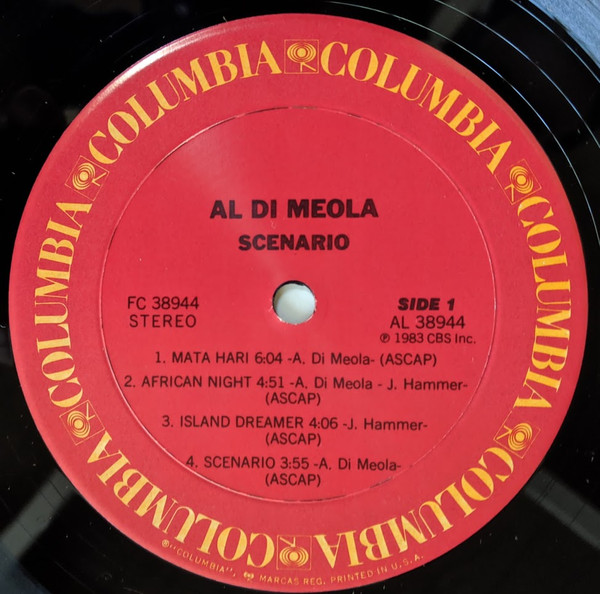 COLUMBIA COLUMBIA COLUMBIA COLUMBIA COLUMBIA COLUMBIA COLUMBIA COLUMBIA
AL DI MEOLA
SCENARIO
FC 38944
STEREO
SIDE 1
AL 38944
℗ 1983 CBS Inc.
1. MATA HARI 6:04 -A. Di Meola- (ASCAP)
2. AFRICAN NIGHT 4:51 -A. Di Meola - J. Hammer-
(ASCAP)
3. ISLAND DREAMER 4:06 -J. Hammer-
(ASCAP)
4. SCENARIO 3:55 -A. Di Meola-
(ASCAP)
®"COLUMBIA", MARCAS REG. PRINTED IN U.S.A.